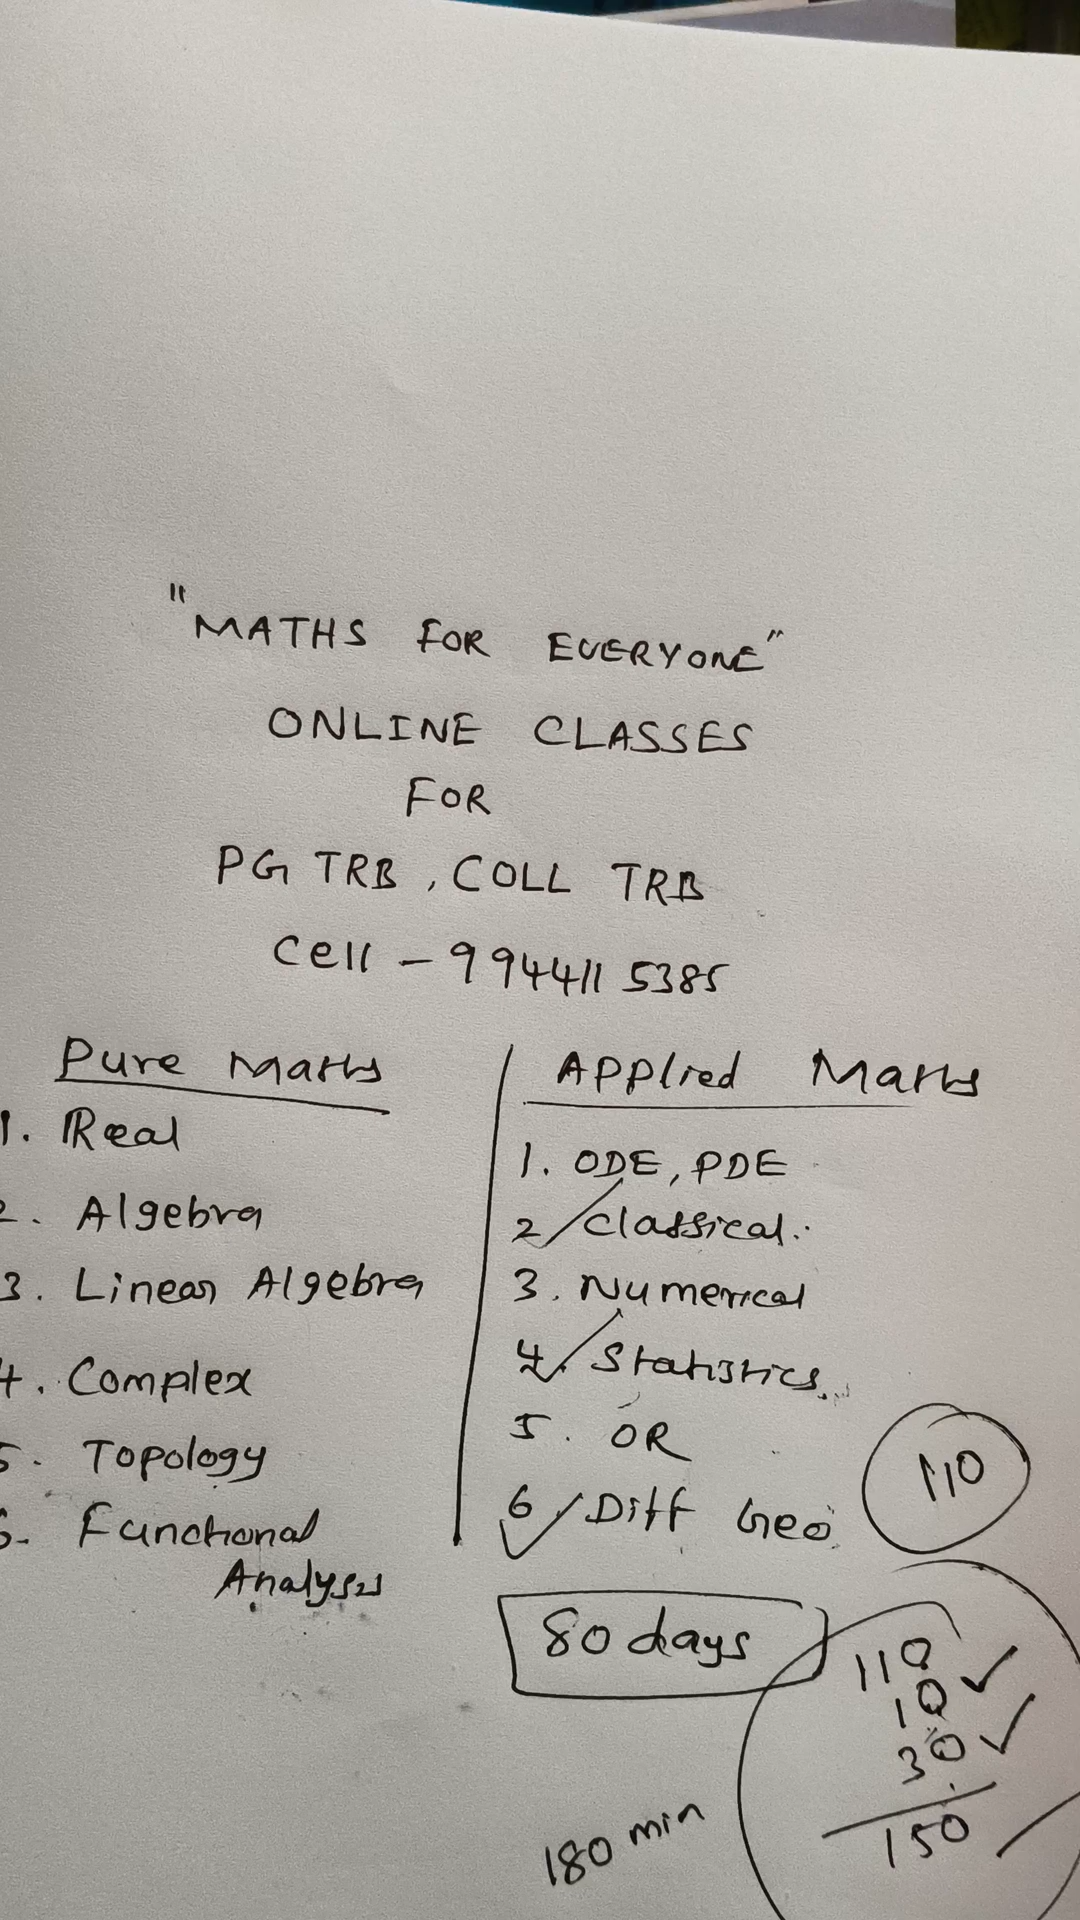 "MATHS FOR EVERYONE"
ONLINE CLASSES
FOR
PG TRB, COLL TRB
Cell - 994411 5385
Pure Maths
1. Real
2. Algebra
3. Linear Algebra
4. Complex
5. Topology
6. Functional
Analysis
Applied Maths
1. ODE, PDE
2 Classical.
3. Numerical
4. Statistics
5. OR
6 Diff Geo
110
80 days
110
10
30
150
180 min